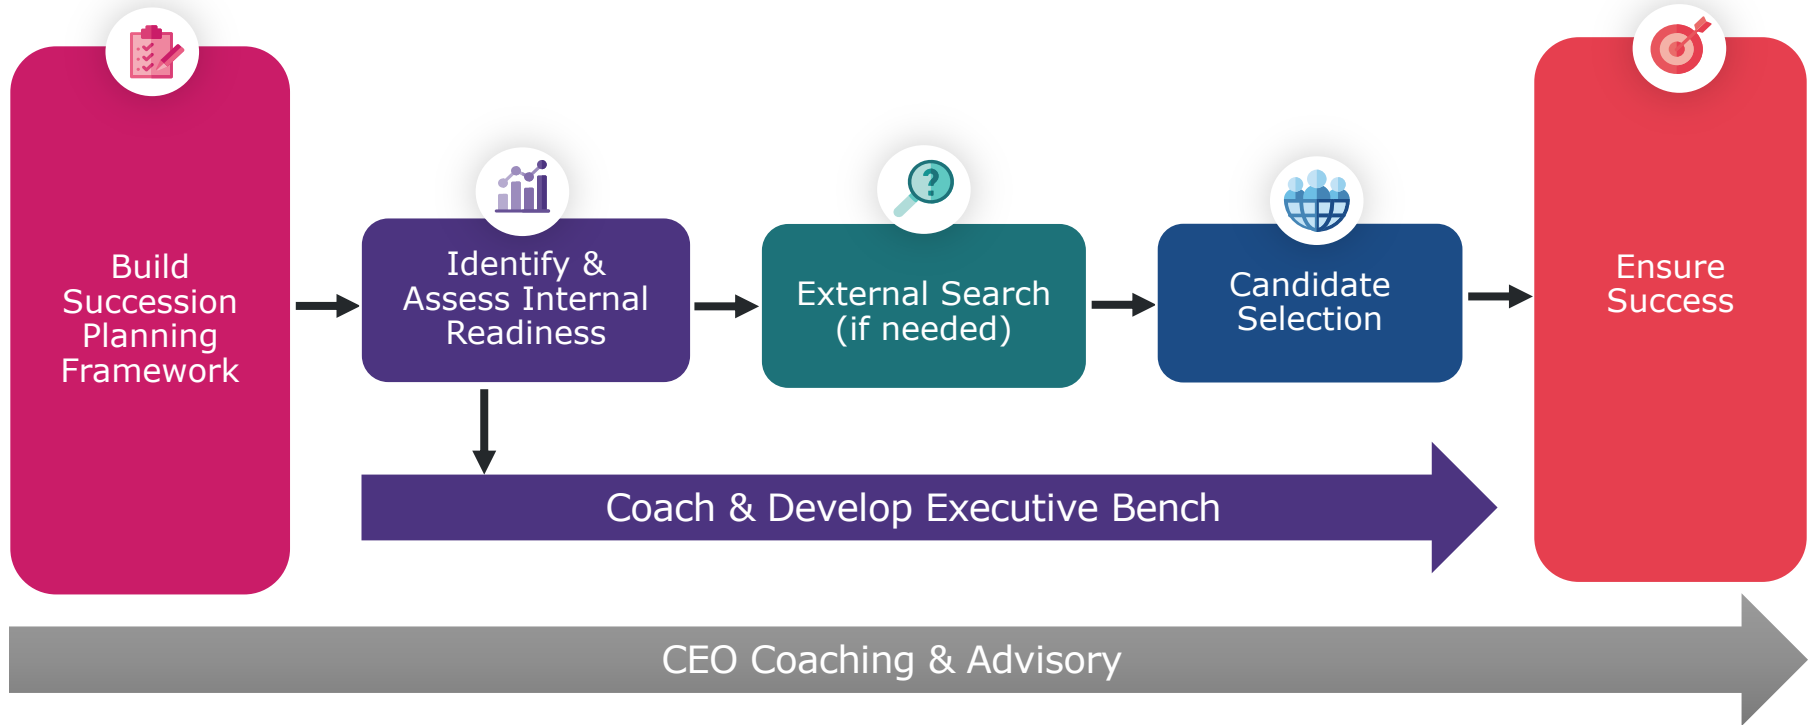 Build
Succession
Planning
Framework
Identify &
Assess Internal
Readiness
External Search
(if needed)
Candidate
Selection
Ensure
Success
Coach & Develop Executive Bench
CEO Coaching & Advisory